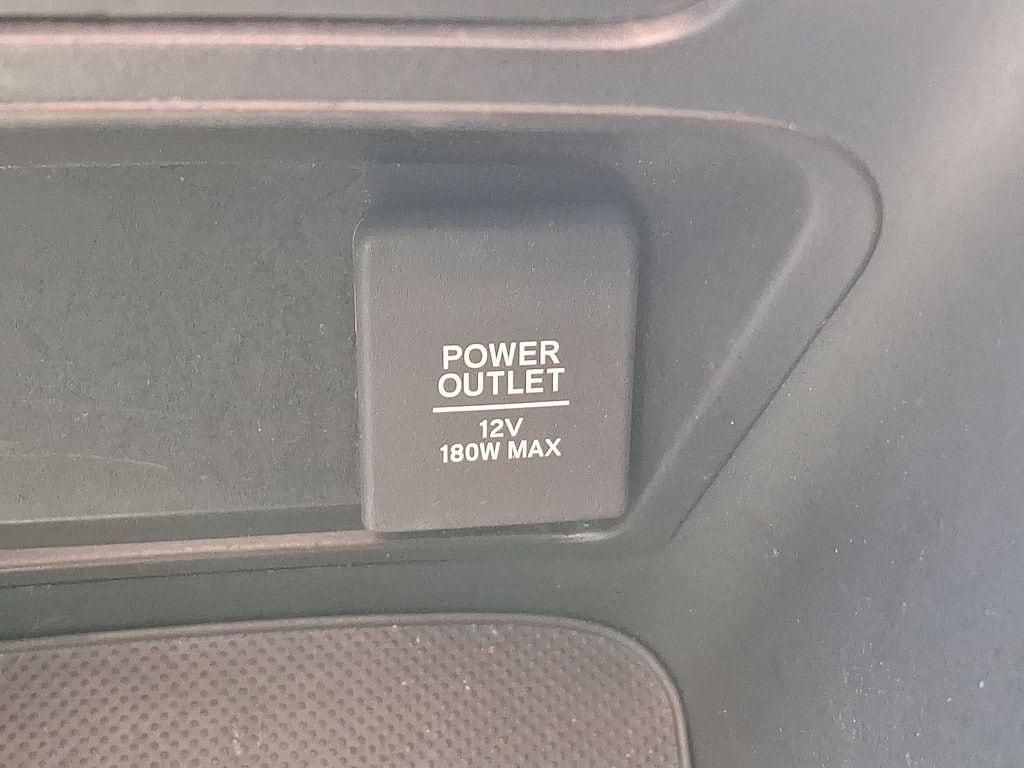 POWER
OUTLET
12V
180W MAX